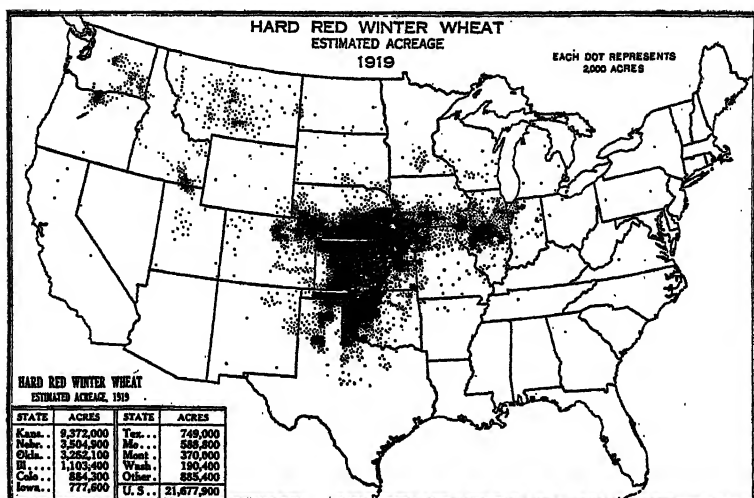 HARD RED WINTER WHEAT
ESTIMATED ACREAGE
1919
EACH DOT REPRESENTS
2,000 ACRES
HARD RED WINTER WHEAT
ESTIMATED ACREAGE, 1919
STATE ACRES STATE ACRES
Kans.. 9,372,000 Tex... 749,000
Nebr.. 3,504,900 Mo.... 588,800
Okla.. 3,252,100 Mont. 370,000
Ill.... 1,103,400 Wash. 190,400
Colo.. 884,300 Other. 885,400
Iowa.. 777,600 U. S.. 21,677,900